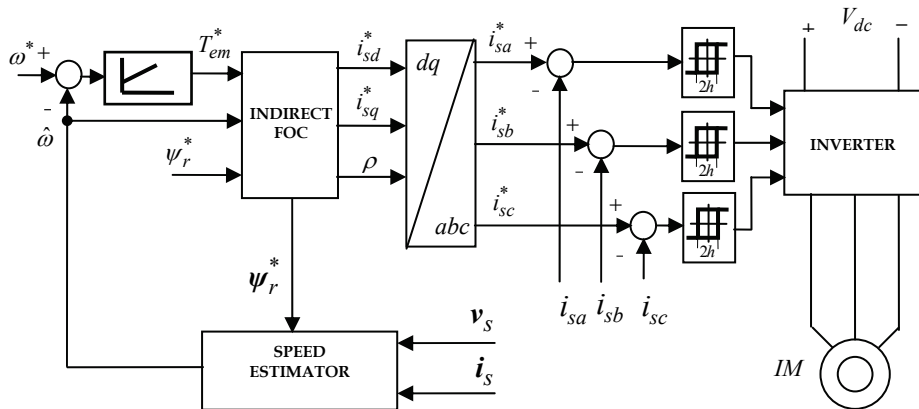 ω* +
-
ω̂
T*em
ψ*r
INDIRECT
FOC
i*sd
i*sq
ρ
dq
abc
i*sa
+
-
i*sb
+
-
i*sc
+
-
2h
2h
2h
+
Vdc
-
INVERTER
isa
isb
isc
IM
ψ*r
SPEED
ESTIMATOR
vs
is